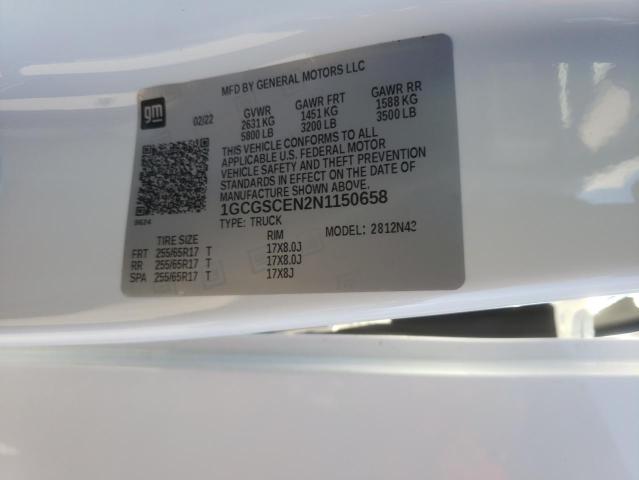 MFD BY GENERAL MOTORS LLC
gm
02/22
GVWR GAWR FRT GAWR RR
2631 KG 1451 KG 1588 KG
5800 LB 3200 LB 3500 LB
THIS VEHICLE CONFORMS TO ALL
APPLICABLE U.S. FEDERAL MOTOR
VEHICLE SAFETY AND THEFT PREVENTION
STANDARDS IN EFFECT ON THE DATE OF
MANUFACTURE SHOWN ABOVE.
1GCGSCEN2N1150658
TYPE: TRUCK
MODEL: 2812N43
TIRE SIZE RIM
FRT 255/65R17 T 17X8.0J
RR 255/65R17 T 17X8.0J
SPA 255/65R17 T 17X8J